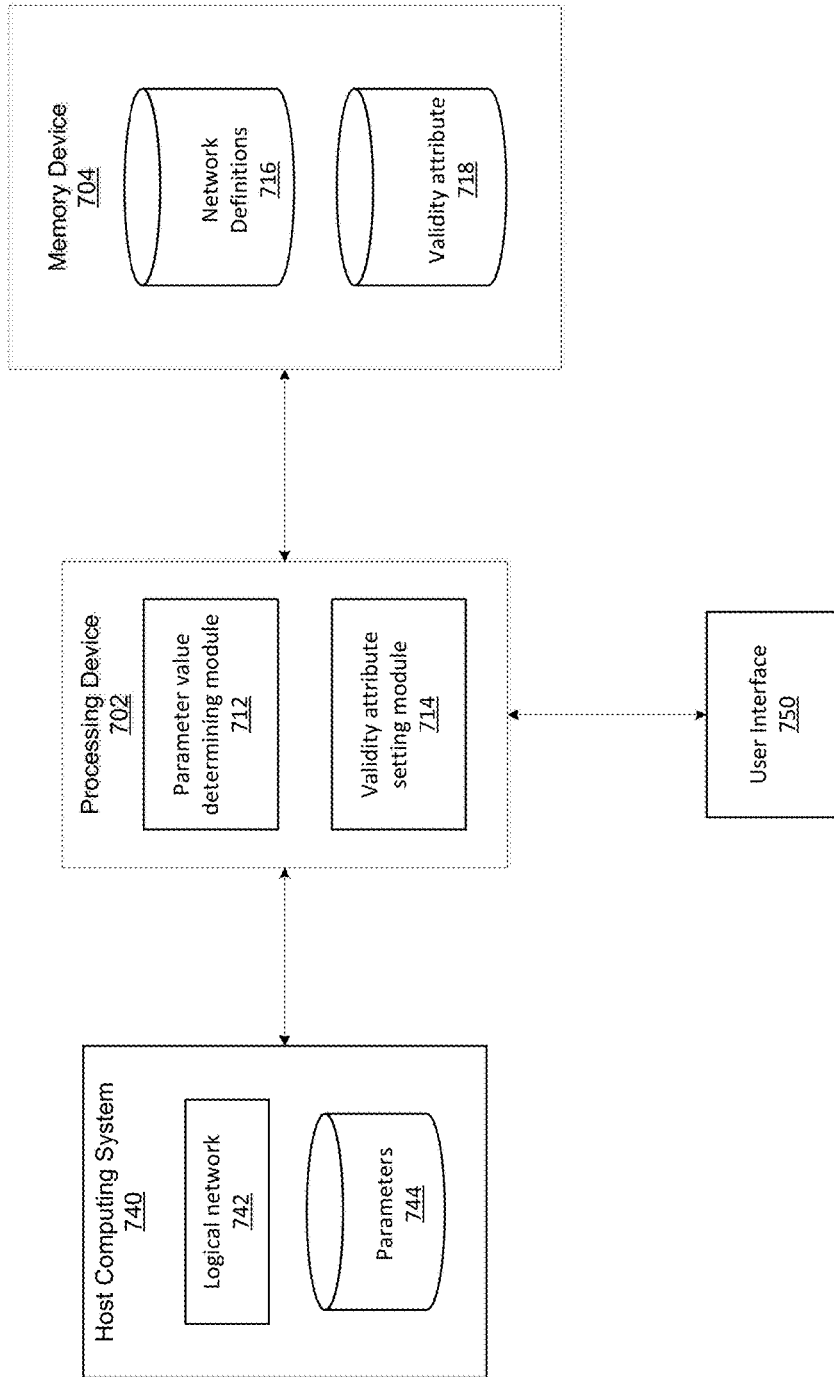 Host Computing System
740
Logical network
742
Parameters
744
Processing Device
702
Parameter value
determining module
712
Validity attribute
setting module
714
User Interface
750
Memory Device
704
Network
Definitions
716
Validity attribute
718